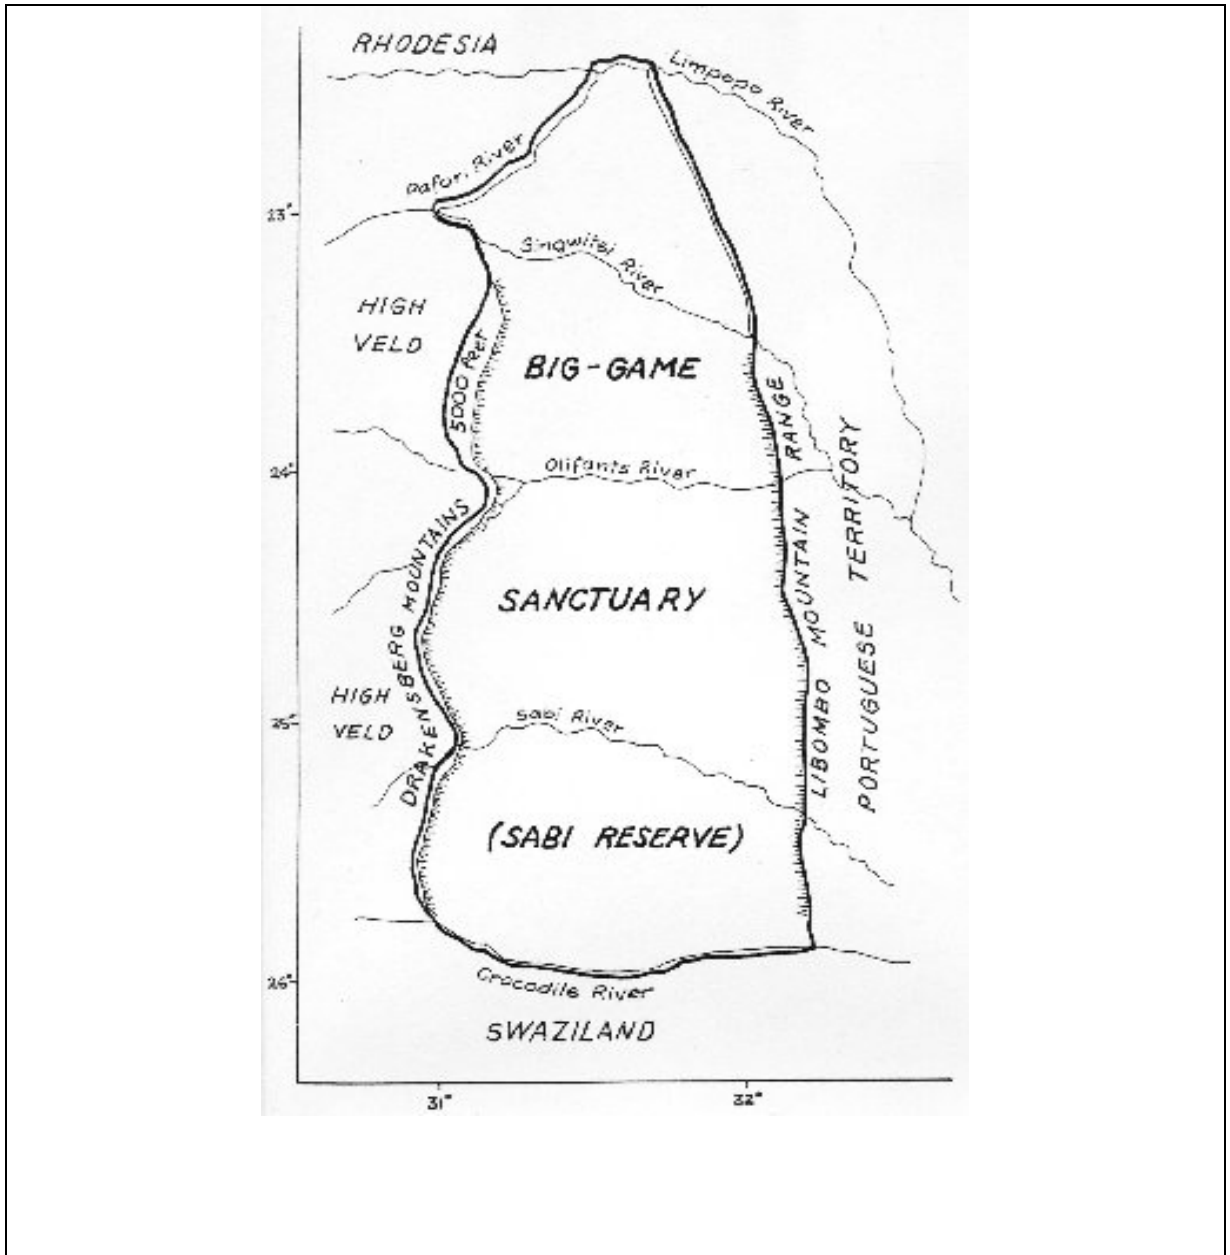 RHODESIA
Limpopo River
Pafuri River
23°
Singwitsi River
HIGH
VELD
5000 feet
BIG-GAME
RANGE
Olifants River
24°
DRAKENSBERG MOUNTAINS
SANCTUARY
LIBOMBO MOUNTAIN
PORTUGUESE TERRITORY
HIGH
VELD
Sabi River
25°
(SABI RESERVE)
26°
Crocodile River
SWAZILAND
31°
32°